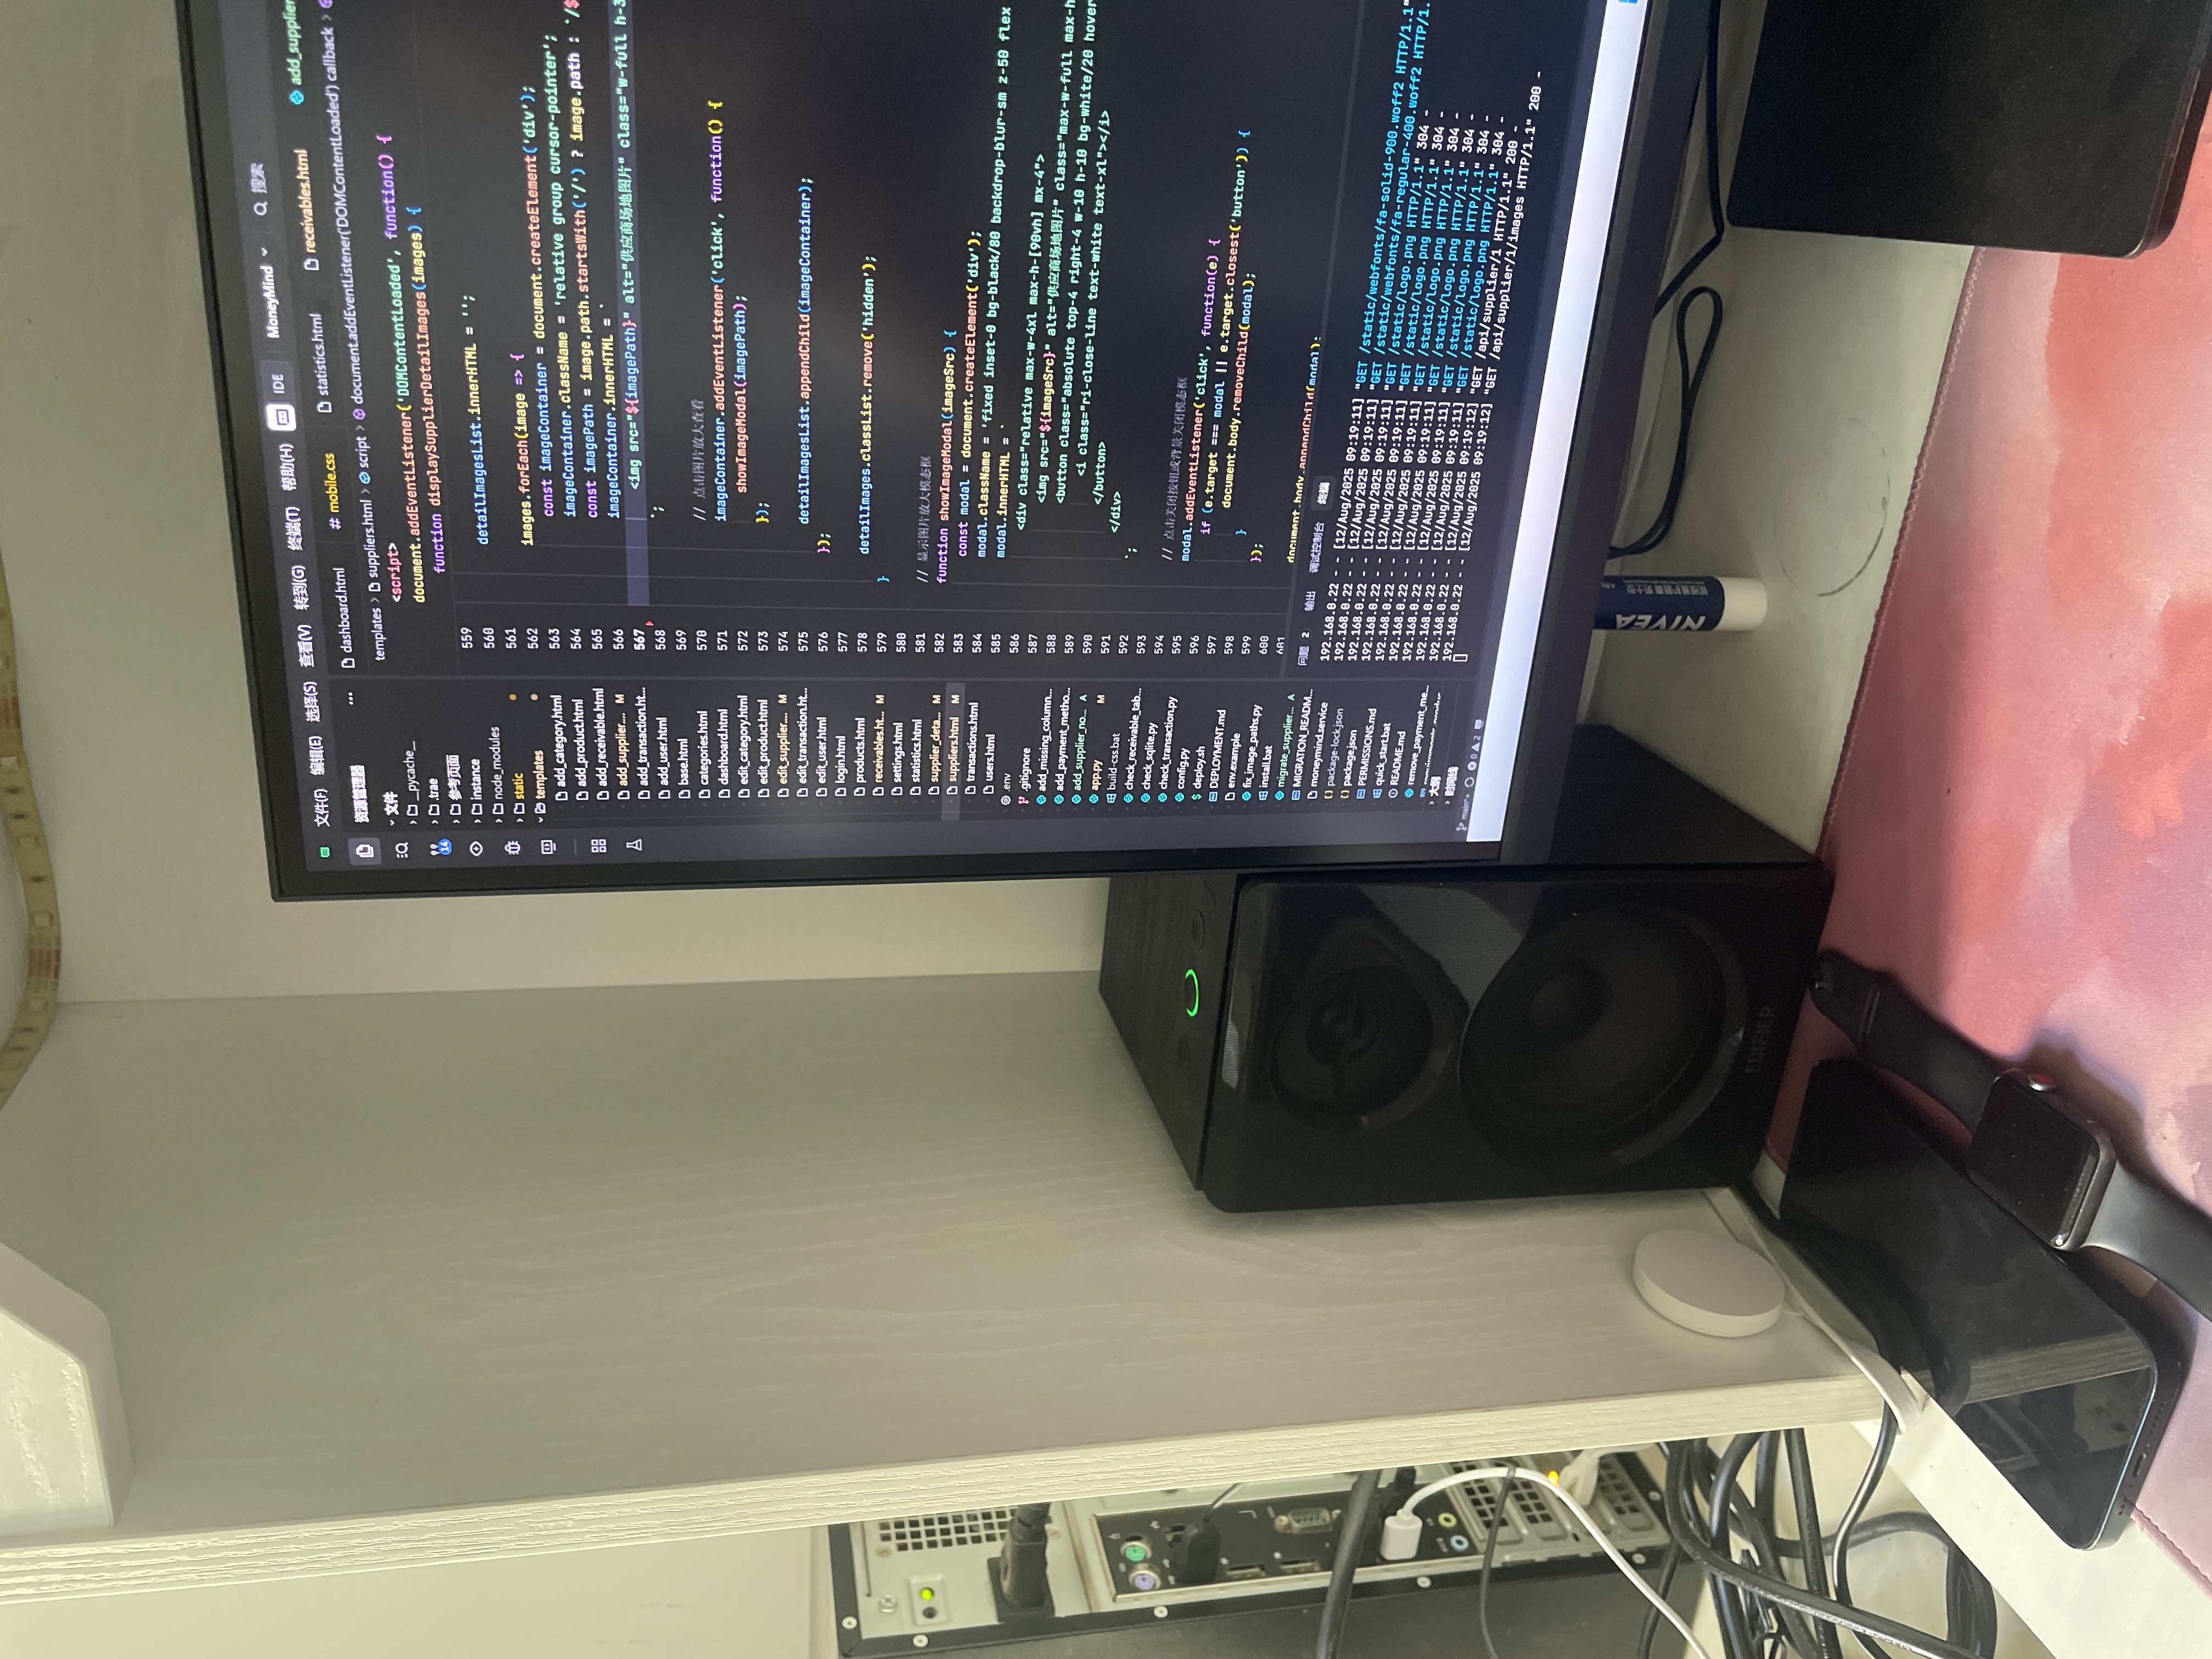 文件(F) 编辑(E) 选择(S) 查看(V) 转到(G) 终端(T) 帮助(H) IDE MoneyMind 搜索
资源管理器 ...
dashboard.html # mobile.css statistics.html receivables.html add_supplier
templates > suppliers.html > script > document.addEventListener('DOMContentLoaded') callback >
文件
__pycache__
.trae
参考页面
instance
node_modules
static
templates
add_category.html
add_product.html
add_receivable.html
add_supplier.... M
add_transaction.ht...
add_user.html
base.html
categories.html
dashboard.html
edit_category.html
edit_product.html
edit_supplier.... M
edit_transaction.ht...
edit_user.html
login.html
products.html
receivables.ht... M
settings.html
statistics.html
supplier_deta... M
suppliers.html M
transactions.html
users.html
.env
.gitignore
add_missing_column...
add_payment_metho...
add_supplier_no... A
app.py M
build-css.bat
check_receivable_tab...
check_sqlite.py
check_transaction.py
config.py
$ deploy.sh
DEPLOYMENT.md
env.example
fix_image_paths.py
install.bat
migrate_supplier... A
MIGRATION_READM...
moneymind.service
{} package-lock.json
{} package.json
PERMISSIONS.md
quick_start.bat
README.md
remove_payment_me...
大纲
时间线
main*+ 0 2
14
<script>
document.addEventListener('DOMContentLoaded', function() {
function displaySupplierDetailImages(images) {
559
560 detailImagesList.innerHTML = '';
561
562 images.forEach(image => {
563 const imageContainer = document.createElement('div');
564 imageContainer.className = 'relative group cursor-pointer';
565 const imagePath = image.path.startsWith('/') ? image.path : `/$
566 imageContainer.innerHTML = `
567 <img src="${imagePath}" alt="供应商场地图片" class="w-full h-3
568 `;
569
570 // 点击图片放大查看
571 imageContainer.addEventListener('click', function() {
572 showImageModal(imagePath);
573 });
574
575 detailImagesList.appendChild(imageContainer);
576 });
577
578 detailImages.classList.remove('hidden');
579 }
580
581 // 显示图片放大模态框
582 function showImageModal(imageSrc) {
583 const modal = document.createElement('div');
584 modal.className = 'fixed inset-0 bg-black/80 backdrop-blur-sm z-50 flex
585 modal.innerHTML = `
586 <div class="relative max-w-4xl max-h-[90vh] mx-4">
587 <img src="${imageSrc}" alt="供应商场地图片" class="max-w-full max-h
588 <button class="absolute top-4 right-4 w-10 h-10 bg-white/20 hover
589 <i class="ri-close-line text-white text-xl"></i>
590 </button>
591 </div>
592 `;
593
594 // 点击关闭按钮或背景关闭模态框
595 modal.addEventListener('click', function(e) {
596 if (e.target === modal || e.target.closest('button')) {
597 document.body.removeChild(modal);
598 }
599 });
600
601 document.body.appendChild(modal);
问题 2 输出 调试控制台 终端
192.168.0.22 - - [12/Aug/2025 09:19:11] "GET /static/webfonts/fa-solid-900.woff2 HTTP/1.1"
192.168.0.22 - - [12/Aug/2025 09:19:11] "GET /static/webfonts/fa-regular-400.woff2 HTTP/1.
192.168.0.22 - - [12/Aug/2025 09:19:11] "GET /static/logo.png HTTP/1.1" 304 -
192.168.0.22 - - [12/Aug/2025 09:19:11] "GET /static/logo.png HTTP/1.1" 304 -
192.168.0.22 - - [12/Aug/2025 09:19:11] "GET /static/logo.png HTTP/1.1" 304 -
192.168.0.22 - - [12/Aug/2025 09:19:11] "GET /static/logo.png HTTP/1.1" 304 -
192.168.0.22 - - [12/Aug/2025 09:19:11] "GET /static/logo.png HTTP/1.1" 304 -
192.168.0.22 - - [12/Aug/2025 09:19:11] "GET /static/logo.png HTTP/1.1" 304 -
192.168.0.22 - - [12/Aug/2025 09:19:12] "GET /api/supplier/1 HTTP/1.1" 200 -
192.168.0.22 - - [12/Aug/2025 09:19:12] "GET /api/supplier/1/images HTTP/1.1" 200 -
EDIFIER
NIVEA